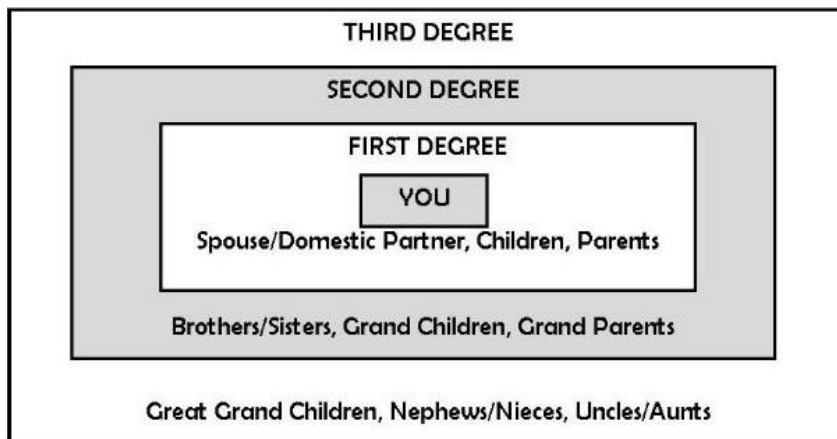 THIRD DEGREE
SECOND DEGREE
FIRST DEGREE
YOU
Spouse/Domestic Partner, Children, Parents
Brothers/Sisters, Grand Children, Grand Parents
Great Grand Children, Nephews/Nieces, Uncles/Aunts